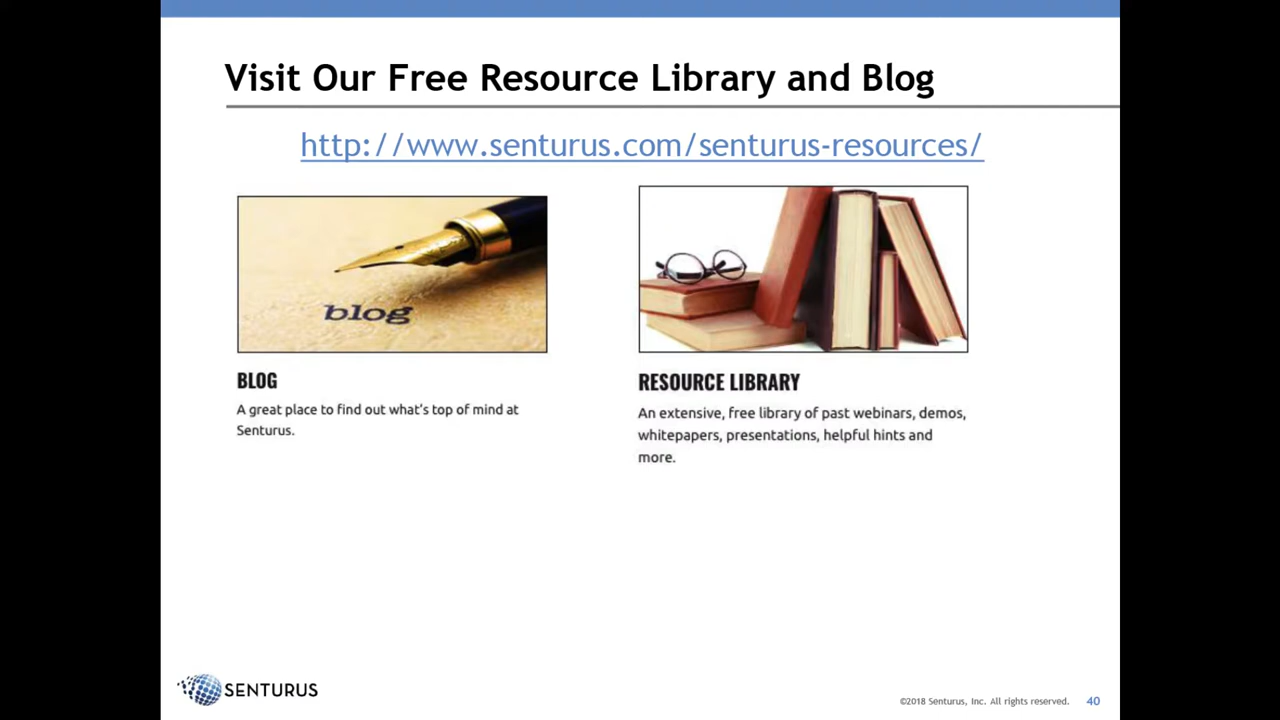 Visit Our Free Resource Library and Blog
http://www.senturus.com/senturus-resources/
blog
BLOG
A great place to find out what's top of mind at
Senturus.
RESOURCE LIBRARY
An extensive, free library of past webinars, demos,
whitepapers, presentations, helpful hints and
more.
SENTURUS
©2018 Senturus, Inc. All rights reserved. 40